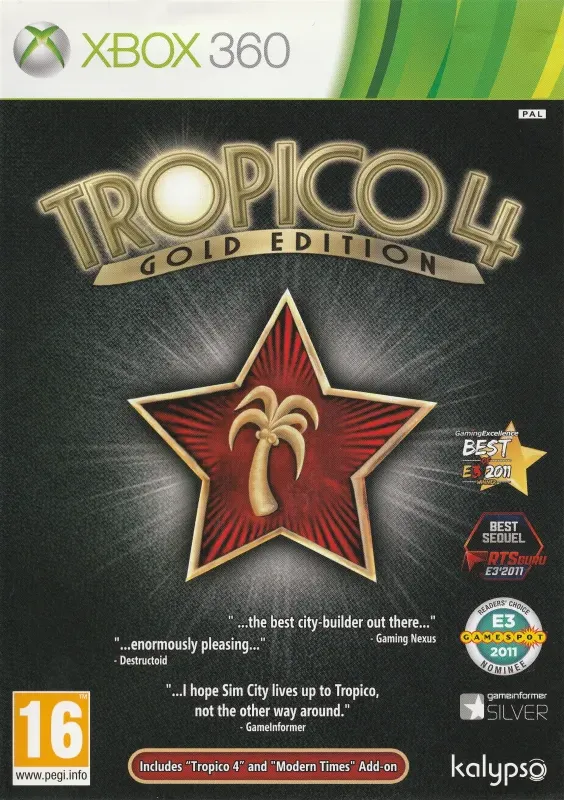 XBOX 360
PAL
TROPICO 4
GOLD EDITION
GamingExcellence
BEST
OF
E3 2011
BEST
SEQUEL
RTSGURU
E3'2011
READERS' CHOICE
E3
GAMESPOT
2011
NOMINEE
"...the best city-builder out there..."
- Gaming Nexus
"...enormously pleasing..."
- Destructoid
"...I hope Sim City lives up to Tropico,
not the other way around."
- GameInformer
gameinformer
SILVER
16
TM
www.pegi.info
Includes "Tropico 4" and "Modern Times" Add-on
kalypso